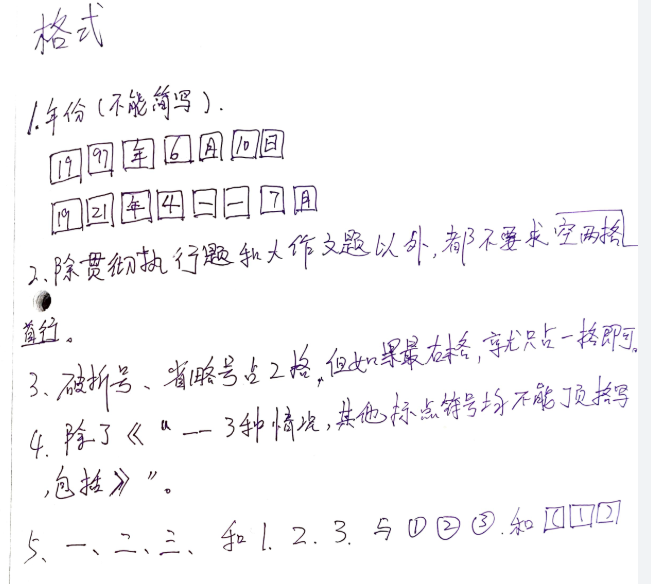 格式
1.年份(不能简写).
19 97 年 6 月 10 日
19 21 年 4 — — 7 月
2、除贯彻执行题和大作文题以外,都不要求空两格
首行。
3、破折号、省略号占2格,但如果最右格,就只占一格即可。
4. 除了《 “ — 3种情况,其他标点符号均不能顶格写
,包括》 ”。
5、一、二、三、和 1. 2. 3. 与 ① ② ③. 和